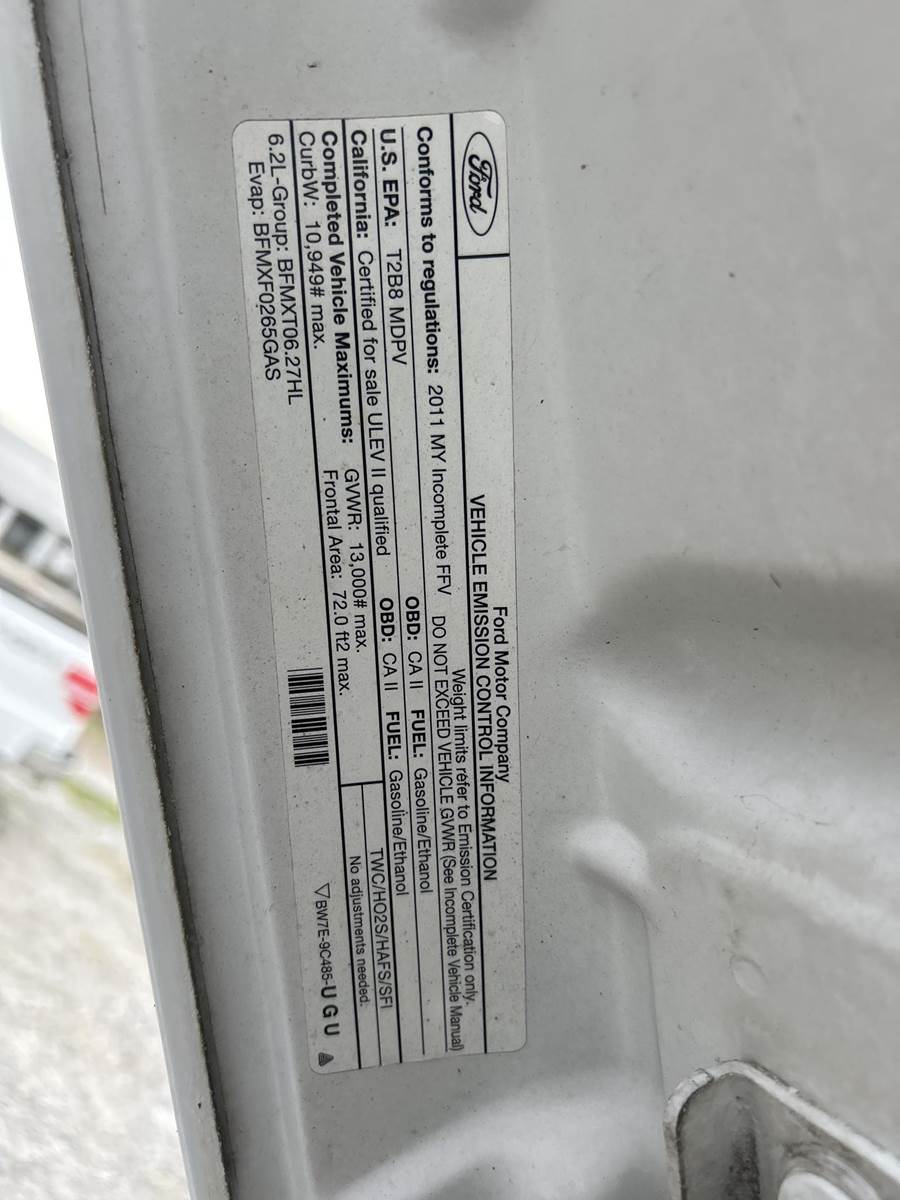 Ford
Ford Motor Company
VEHICLE EMISSION CONTROL INFORMATION
Weight limits refer to Emission Certification only.
Conforms to regulations: 2011 MY Incomplete FFV DO NOT EXCEED VEHICLE GVWR (See Incomplete Vehicle Manual)
U.S. EPA: T2B8 MDPV OBD: CA II FUEL: Gasoline/Ethanol
California: Certified for sale ULEV II qualified OBD: CA II FUEL: Gasoline/Ethanol
Completed Vehicle Maximums: GVWR: 13,000# max. TWC/HO2S/HAFS/SFI
CurbW: 10,949# max. Frontal Area: 72.0 ft2 max. No adjustments needed.
6.2L-Group: BFMXT06.27HL
Evap: BFMXF0265GAS
▽BW7E-9C485-U G U